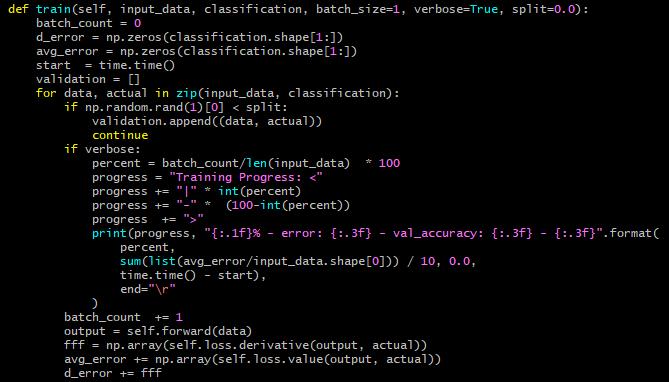 def train(self, input_data, classification, batch_size=1, verbose=True, split=0.0):
    batch_count = 0
    d_error = np.zeros(classification.shape[1:])
    avg_error = np.zeros(classification.shape[1:])
    start  = time.time()
    validation = []
    for data, actual in zip(input_data, classification):
        if np.random.rand(1)[0] < split:
            validation.append((data, actual))
            continue
        if verbose:
            percent = batch_count/len(input_data)  * 100
            progress = "Training Progress: <"
            progress += "|" * int(percent)
            progress += "-" *  (100-int(percent))
            progress  += ">"
            print(progress, "{:.1f}% - error: {:.3f} - val_accuracy: {:.3f} - {:.3f}".format(
                percent,
                sum(list(avg_error/input_data.shape[0])) / 10, 0.0,
                time.time() - start),
                end="\r"
            )
        batch_count  += 1
        output = self.forward(data)
        fff = np.array(self.loss.derivative(output, actual))
        avg_error += np.array(self.loss.value(output, actual))
        d_error += fff